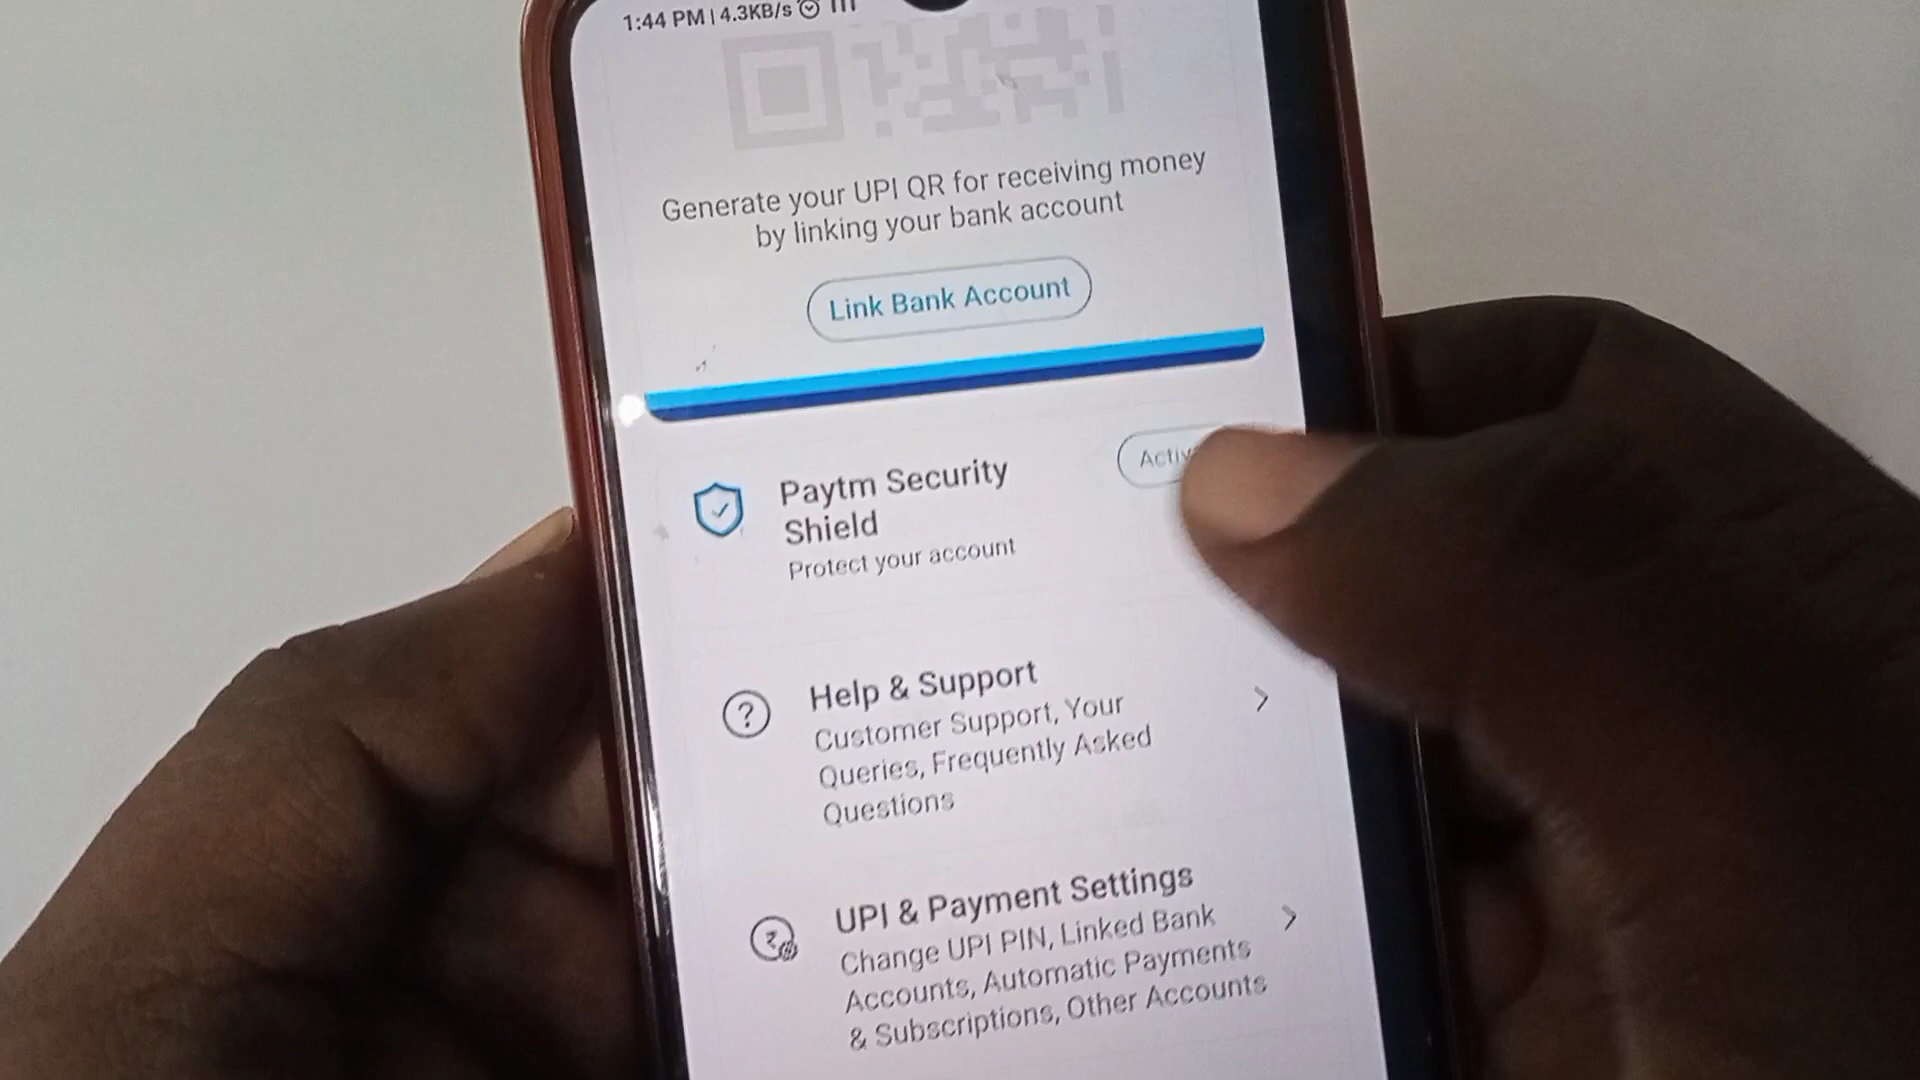 1:44 PM | 4.3KB/s
Generate your UPI QR for receiving money
by linking your bank account
Link Bank Account
Paytm Security
Shield
Protect your account
Help & Support
Customer Support, Your
Queries, Frequently Asked
Questions
UPI & Payment Settings
Change UPI PIN, Linked Bank
Accounts, Automatic Payments
& Subscriptions, Other Accounts